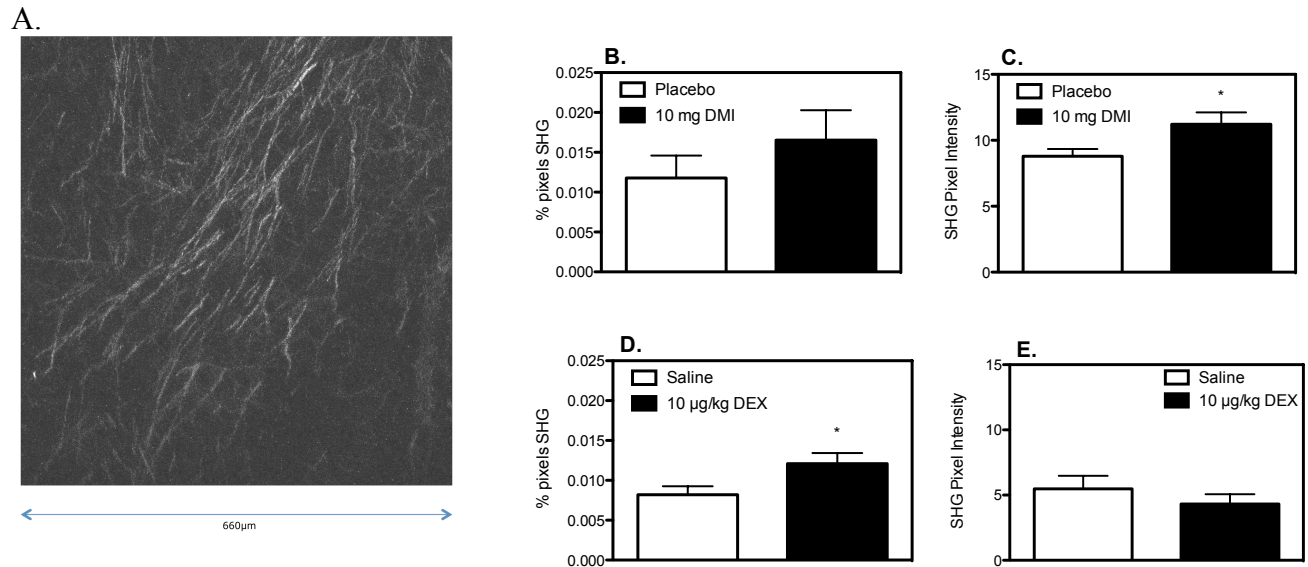 A.
660µm
B.
0.025
0.020
0.015
0.010
0.005
0.000
% pixels SHG
Placebo
10 mg DMI
C.
15
10
5
0
SHG Pixel Intensity
Placebo
10 mg DMI
*
D.
0.025
0.020
0.015
0.010
0.005
0.000
% pixels SHG
Saline
10 µg/kg DEX
*
E.
15
10
5
0
SHG Pixel Intensity
Saline
10 µg/kg DEX